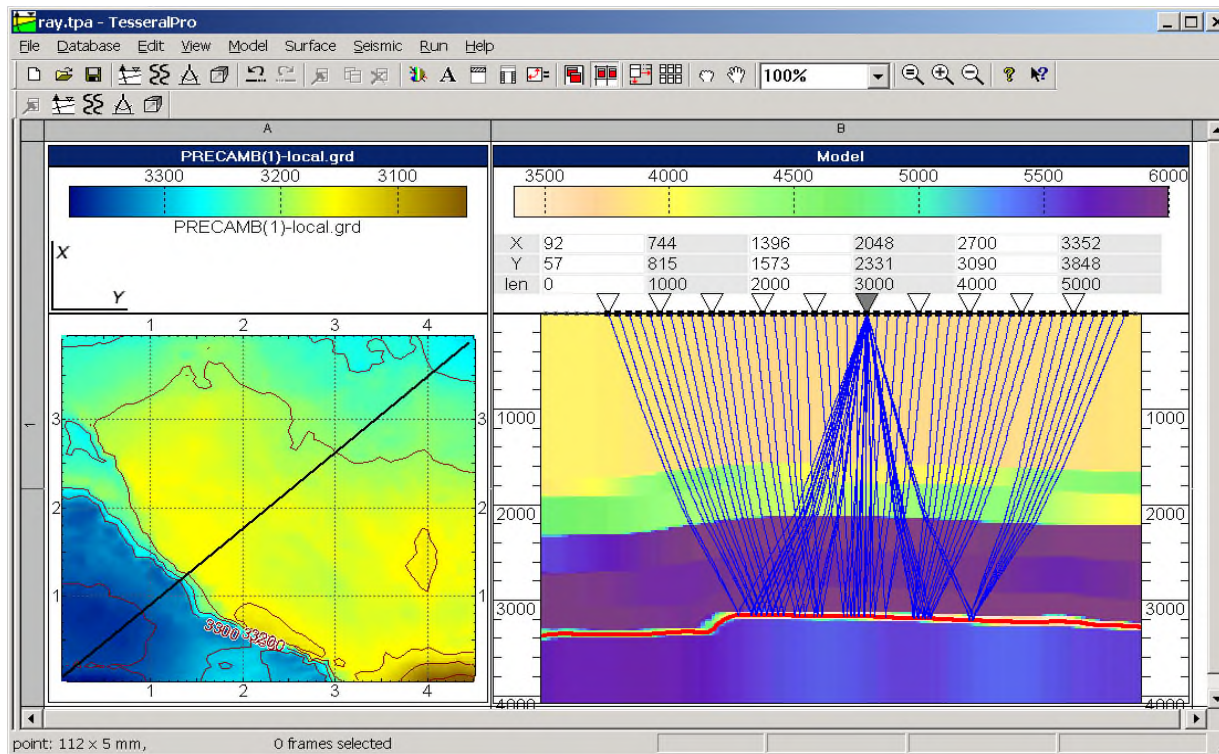 ray.tpa - TesseralPro
File Database Edit View Model Surface Seismic Run Help
100%
A B
PRECAMB(1)-local.grd
3300 3200 3100
PRECAMB(1)-local.grd
X
Y
1 2 3 4
3 3
2 2
1 1
3300 33200
1 2 3 4
1
Model
3500 4000 4500 5000 5500 6000
X 92 744 1396 2048 2700 3352
Y 57 815 1573 2331 3090 3848
len 0 1000 2000 3000 4000 5000
1000 1000
2000 2000
3000 3000
4000 4000
point: 112 × 5 mm, 0 frames selected